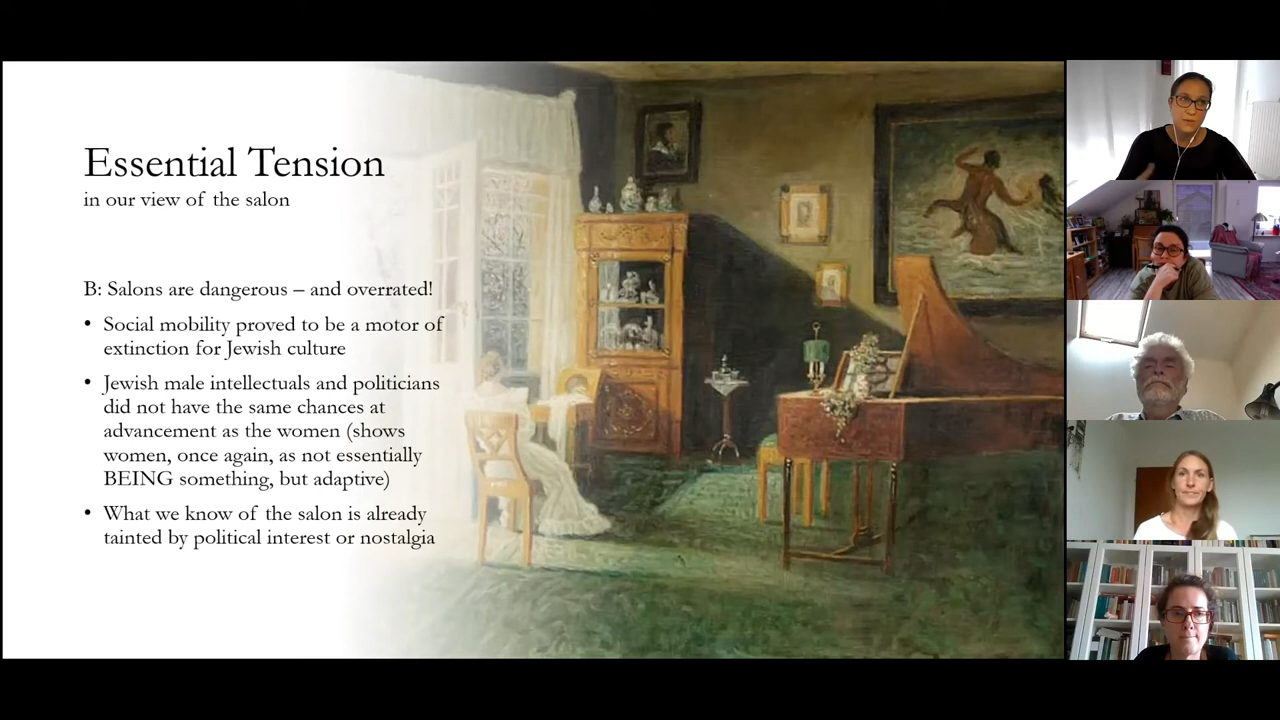 Essential Tension
in our view of the salon
B: Salons are dangerous – and overrated!
• Social mobility proved to be a motor of
extinction for Jewish culture
• Jewish male intellectuals and politicians
did not have the same chances at
advancement as the women (shows
women, once again, as not essentially
BEING something, but adaptive)
• What we know of the salon is already
tainted by political interest or nostalgia